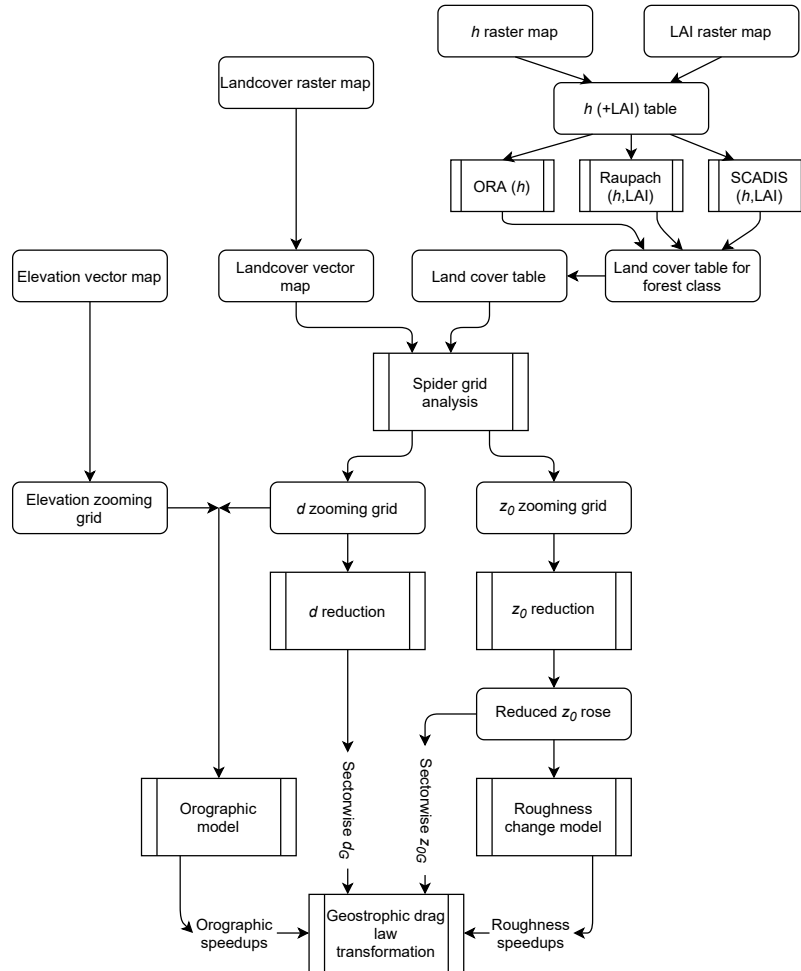 h raster map
LAI raster map
Landcover raster map
h (+LAI) table
ORA (h)
Raupach
(h,LAI)
SCADIS
(h,LAI)
Elevation vector map
Landcover vector
map
Land cover table
Land cover table for
forest class
Spider grid
analysis
Elevation zooming
grid
d zooming grid
z0 zooming grid
d reduction
z0 reduction
Reduced z0 rose
Sectorwise dG
Sectorwise z0G
Orographic
model
Roughness
change model
Orographic
speedups
Geostrophic drag
law
transformation
Roughness
speedups